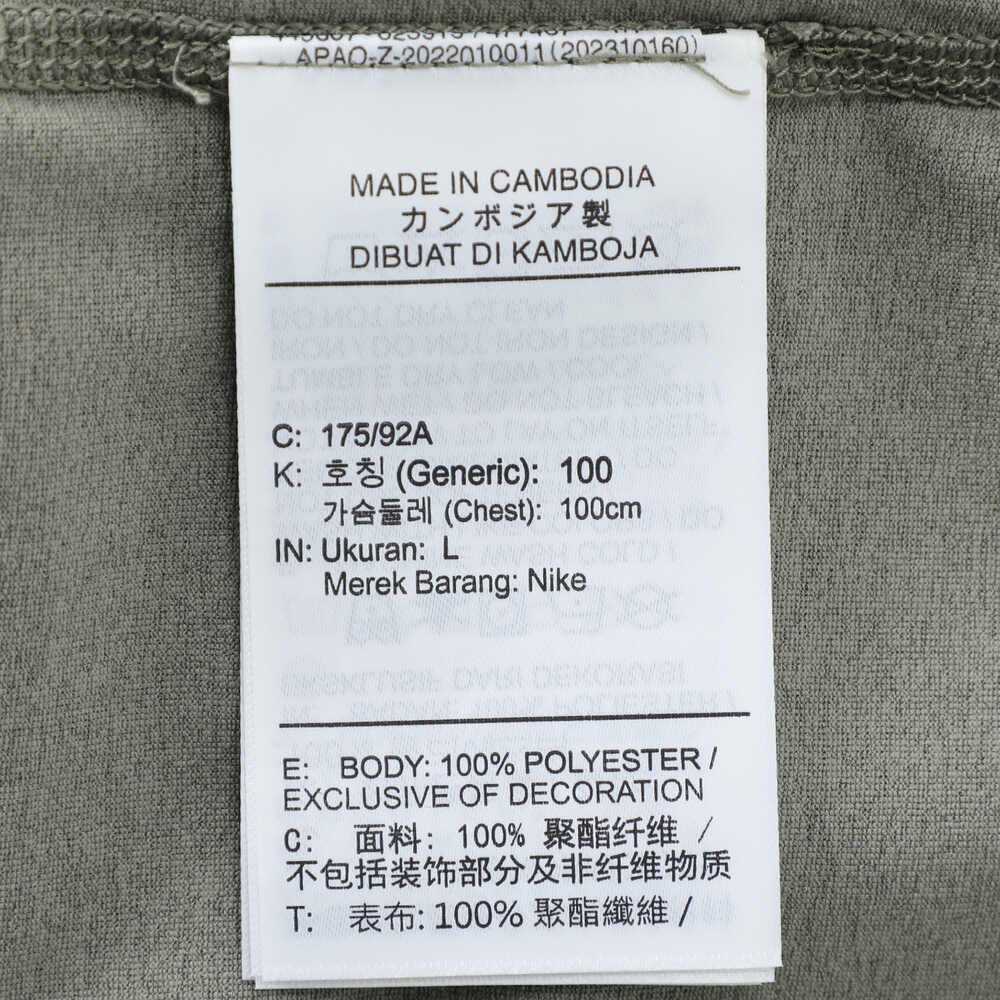 APAO-Z-2022010011(202310160)
MADE IN CAMBODIA
カンボジア製
DIBUAT DI KAMBOJA
C: 175/92A
K: 호칭 (Generic): 100
가슴둘레 (Chest): 100cm
IN: Ukuran: L
Merek Barang: Nike
E: BODY: 100% POLYESTER /
EXCLUSIVE OF DECORATION
C: 面料: 100% 聚酯纤维 /
不包括装饰部分及非纤维物质
T: 表布: 100% 聚酯纖維 /